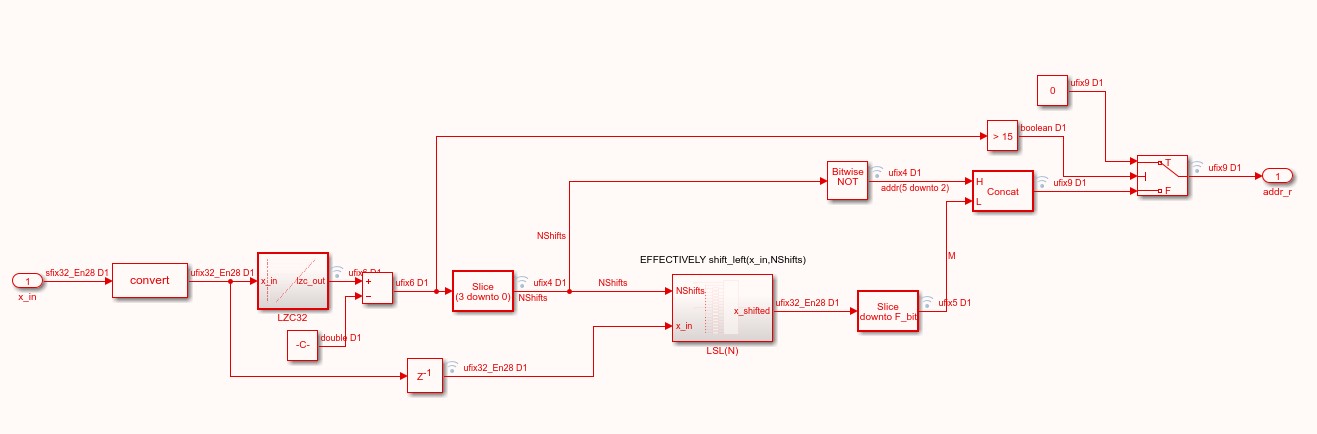 0
ufix9 D1
> 15
boolean D1
Bitwise
NOT
ufix4 D1
addr(5 downto 2)
H
L
Concat
ufix9 D1
T
F
ufix9 D1
1
addr_r
NShifts
EFFECTIVELY shift_left(x_in,NShifts)
1
x_in
sfix32_En28 D1
convert
ufix32_En28 D1
x_in
lzc_out
LZC32
+
−
ufix6 D1
Slice
(3 downto 0)
ufix4 D1
NShifts
NShifts
NShifts
x_in
x_shifted
LSL(N)
ufix32_En28 D1
Slice
downto F_bit
ufix5 D1
M
-C-
double D1
Z-1
ufix32_En28 D1